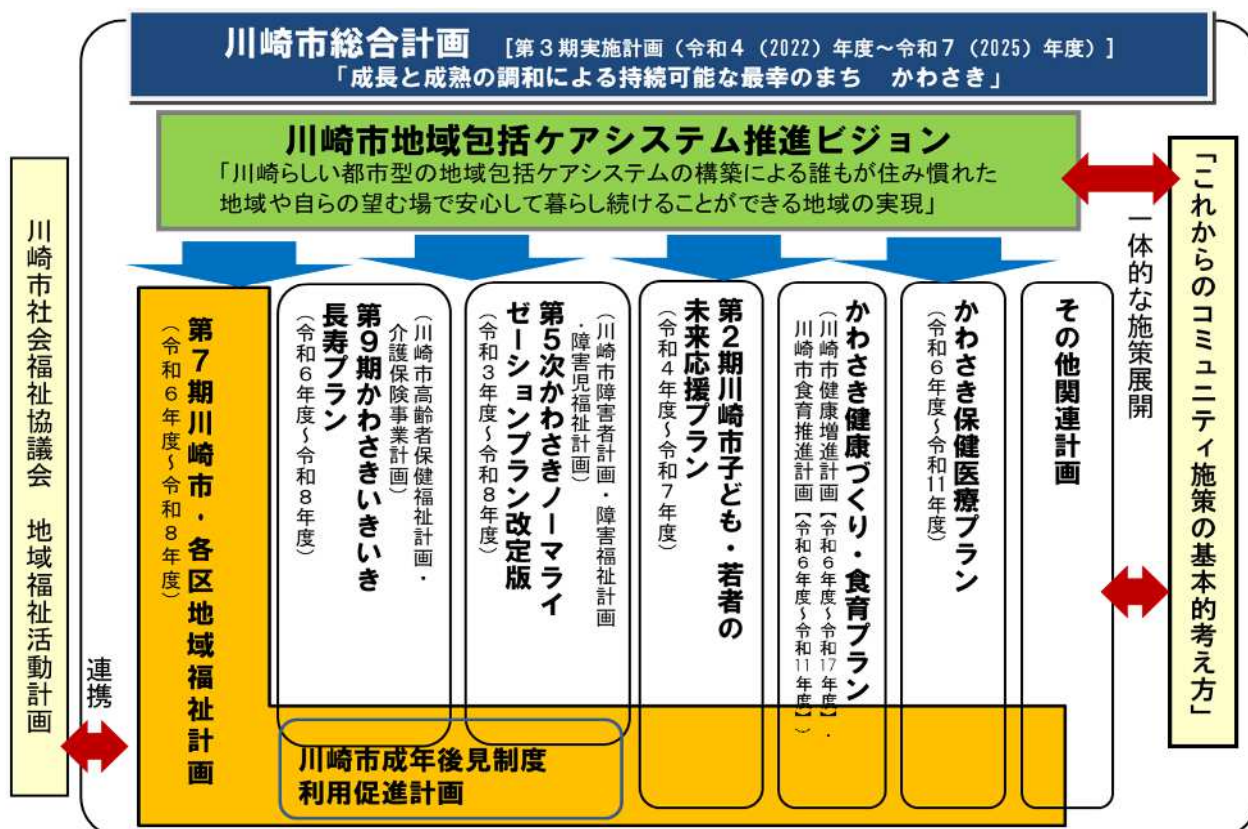 川崎市総合計画 [第3期実施計画(令和4(2022)年度~令和7(2025)年度)]
「成長と成熟の調和による持続可能な最幸のまち　かわさき」
川崎市地域包括ケアシステム推進ビジョン
「川崎らしい都市型の地域包括ケアシステムの構築による誰もが住み慣れた
地域や自らの望む場で安心して暮らし続けることができる地域の実現」
「これからのコミュニティ施策の基本的考え方」
一体的な施策展開
その他関連計画
かわさき保健医療プラン
(令和6年度~令和11年度)
かわさき健康づくり・食育プラン
(川崎市健康増進計画【令和6年度~令和17年度】・
川崎市食育推進計画【令和6年度~令和11年度】)
第2期川崎市子ども・若者の
未来応援プラン
(令和4年度~令和7年度)
(川崎市障害者計画・障害福祉計画
・障害児福祉計画)
第5次かわさきノーマライ
ゼーションプラン改定版
(令和3年度~令和8年度)
(川崎市高齢者保健福祉計画・
介護保険事業計画)
第9期かわさきいきいき
長寿プラン
(令和6年度~令和8年度)
第7期川崎市・各区地域福祉計画
(令和6年度~令和8年度)
川崎市成年後見制度
利用促進計画
連携
川崎市社会福祉協議会　地域福祉活動計画